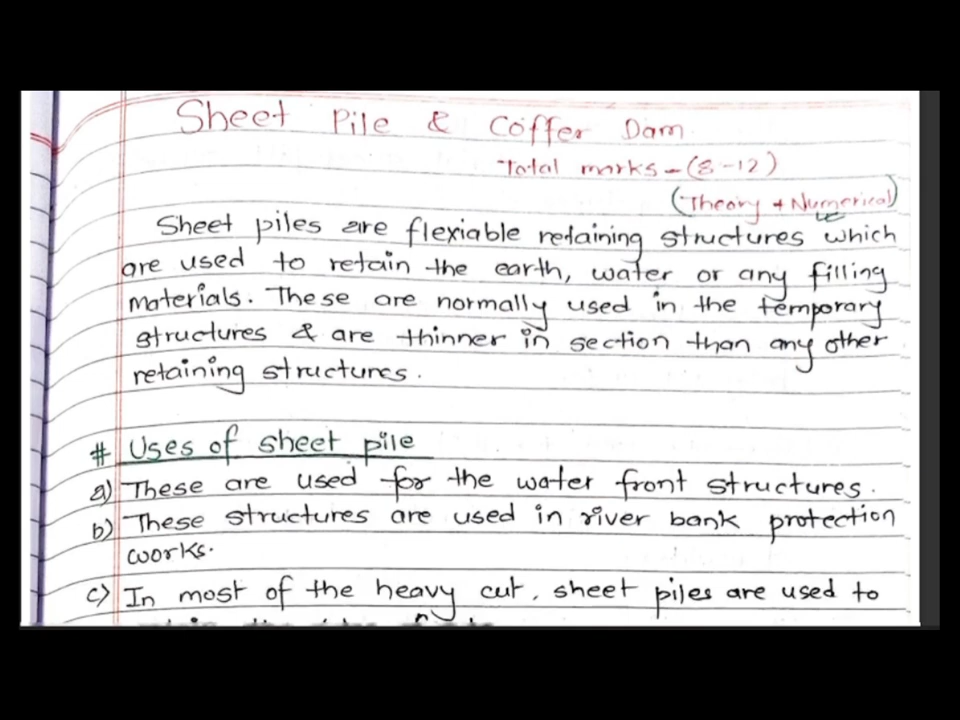 Sheet Pile & Coffer Dam
Total marks - (8-12)
(Theory + Numerical)
Sheet piles are flexiable retaining structures which
are used to retain the earth, water or any filling
materials. These are normally used in the temporary
structures & are thinner in section than any other
retaining structures.
# Uses of sheet pile
a) These are used for the water front structures.
b) These structures are used in river bank protection
works.
c) In most of the heavy cut, sheet piles are used to